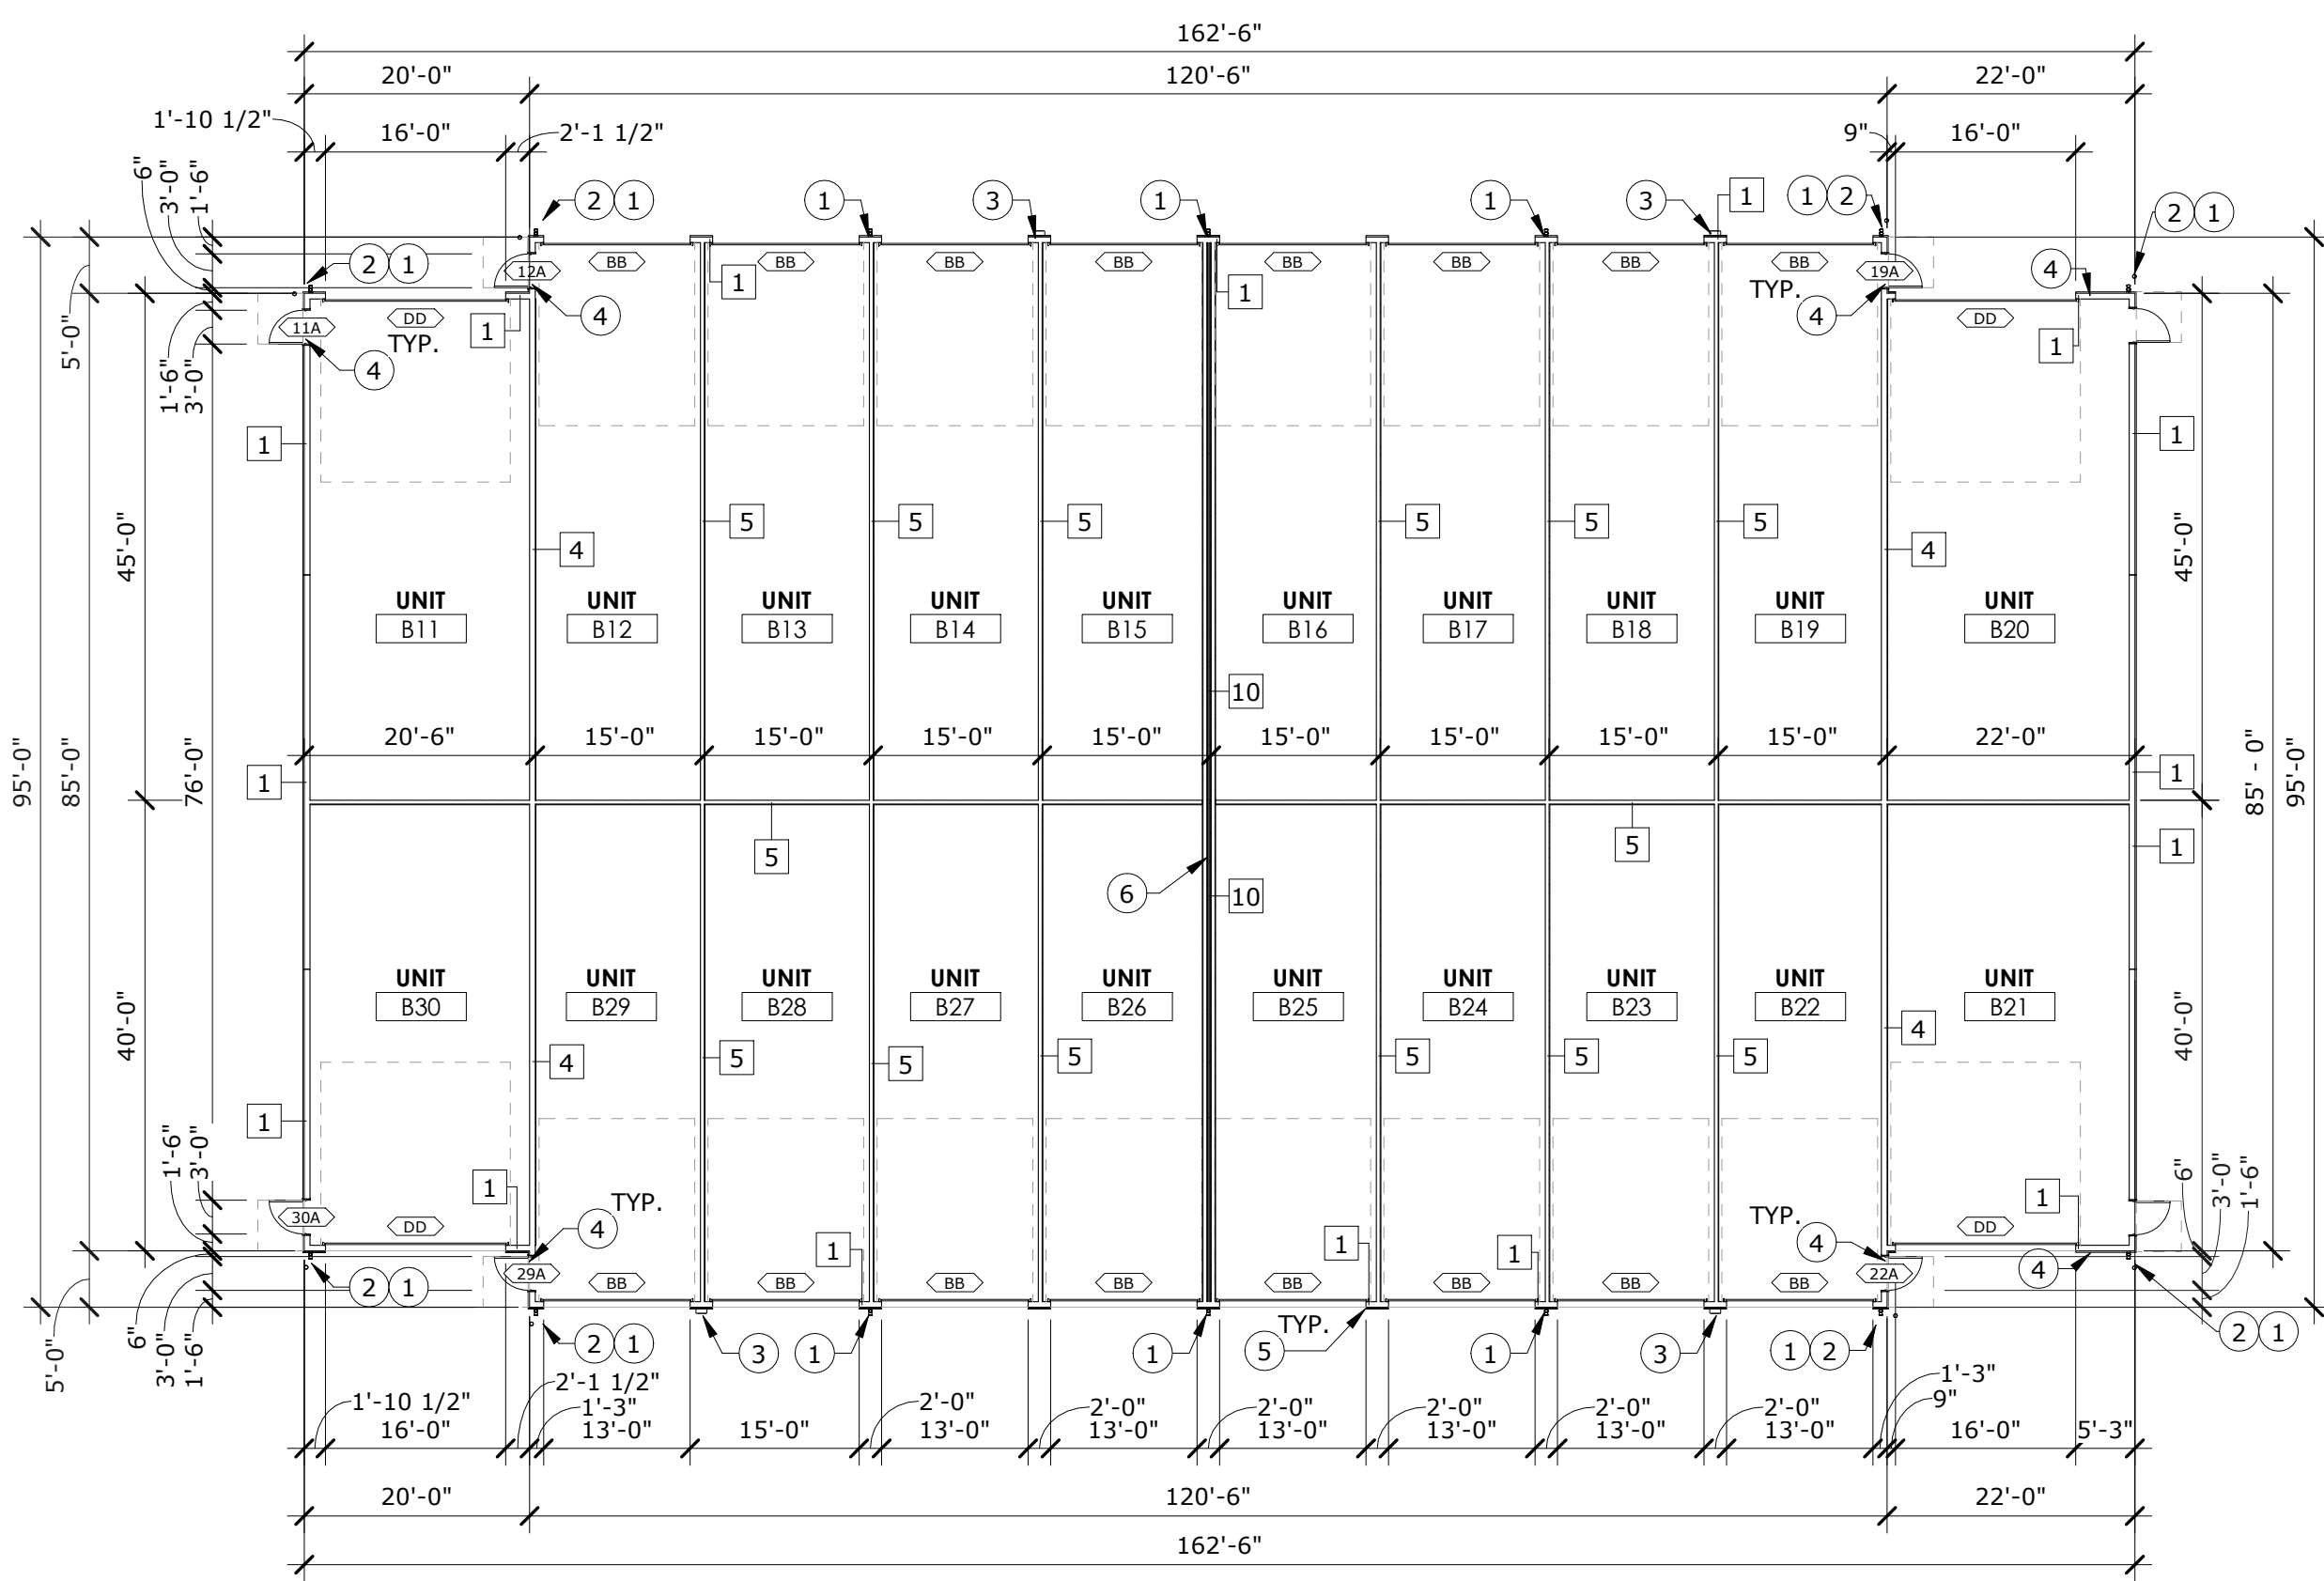 162'-6"
20'-0" 120'-6" 22'-0"
1'-10 1/2" 16'-0" 2'-1 1/2" 9" 16'-0"
6" 3'-0" 1'-6"
2 1 1 3 1 1 3 1 1 2 2 1
2 1 12A BB BB BB BB BB BB BB BB 19A 4
1 1 TYP.
11A DD 1 4 4 DD
TYP. 1
5'-0" 4
1'-6" 3'-0"
1 1
45'-0" 5 5 5 5 5 5 45'-0"
4 4
UNIT UNIT UNIT UNIT UNIT UNIT UNIT UNIT UNIT UNIT
B11 B12 B13 B14 B15 B16 B17 B18 B19 B20
10
20'-6" 15'-0" 15'-0" 15'-0" 15'-0" 15'-0" 15'-0" 15'-0" 15'-0" 22'-0"
95'-0" 85'-0" 76'-0" 1 1 85' - 0" 95'-0"
5 5 1
6 10
UNIT UNIT UNIT UNIT UNIT UNIT UNIT UNIT UNIT UNIT
B30 B29 B28 B27 B26 B25 B24 B23 B22 B21
40'-0" 4 40'-0"
4 5 5 5 5 5 5
1
1'-6" 3'-0" 1 TYP. 1 6" 3'-0" 1'-6"
30A DD 4 1 1 1 TYP. 4 DD
2 1 29A BB BB BB BB BB BB BB BB 22A 4
5'-0" 6" 3'-0" 1'-6" 2 1 3 1 1 TYP. 5 1 3 1 2 2 1
1'-10 1/2" 2'-1 1/2" 1'-3" 2'-0" 2'-0" 2'-0" 2'-0" 2'-0" 2'-0" 1'-3" 9"
16'-0" 13'-0" 15'-0" 13'-0" 13'-0" 13'-0" 13'-0" 13'-0" 13'-0" 16'-0" 5'-3"
20'-0" 120'-6" 22'-0"
162'-6"